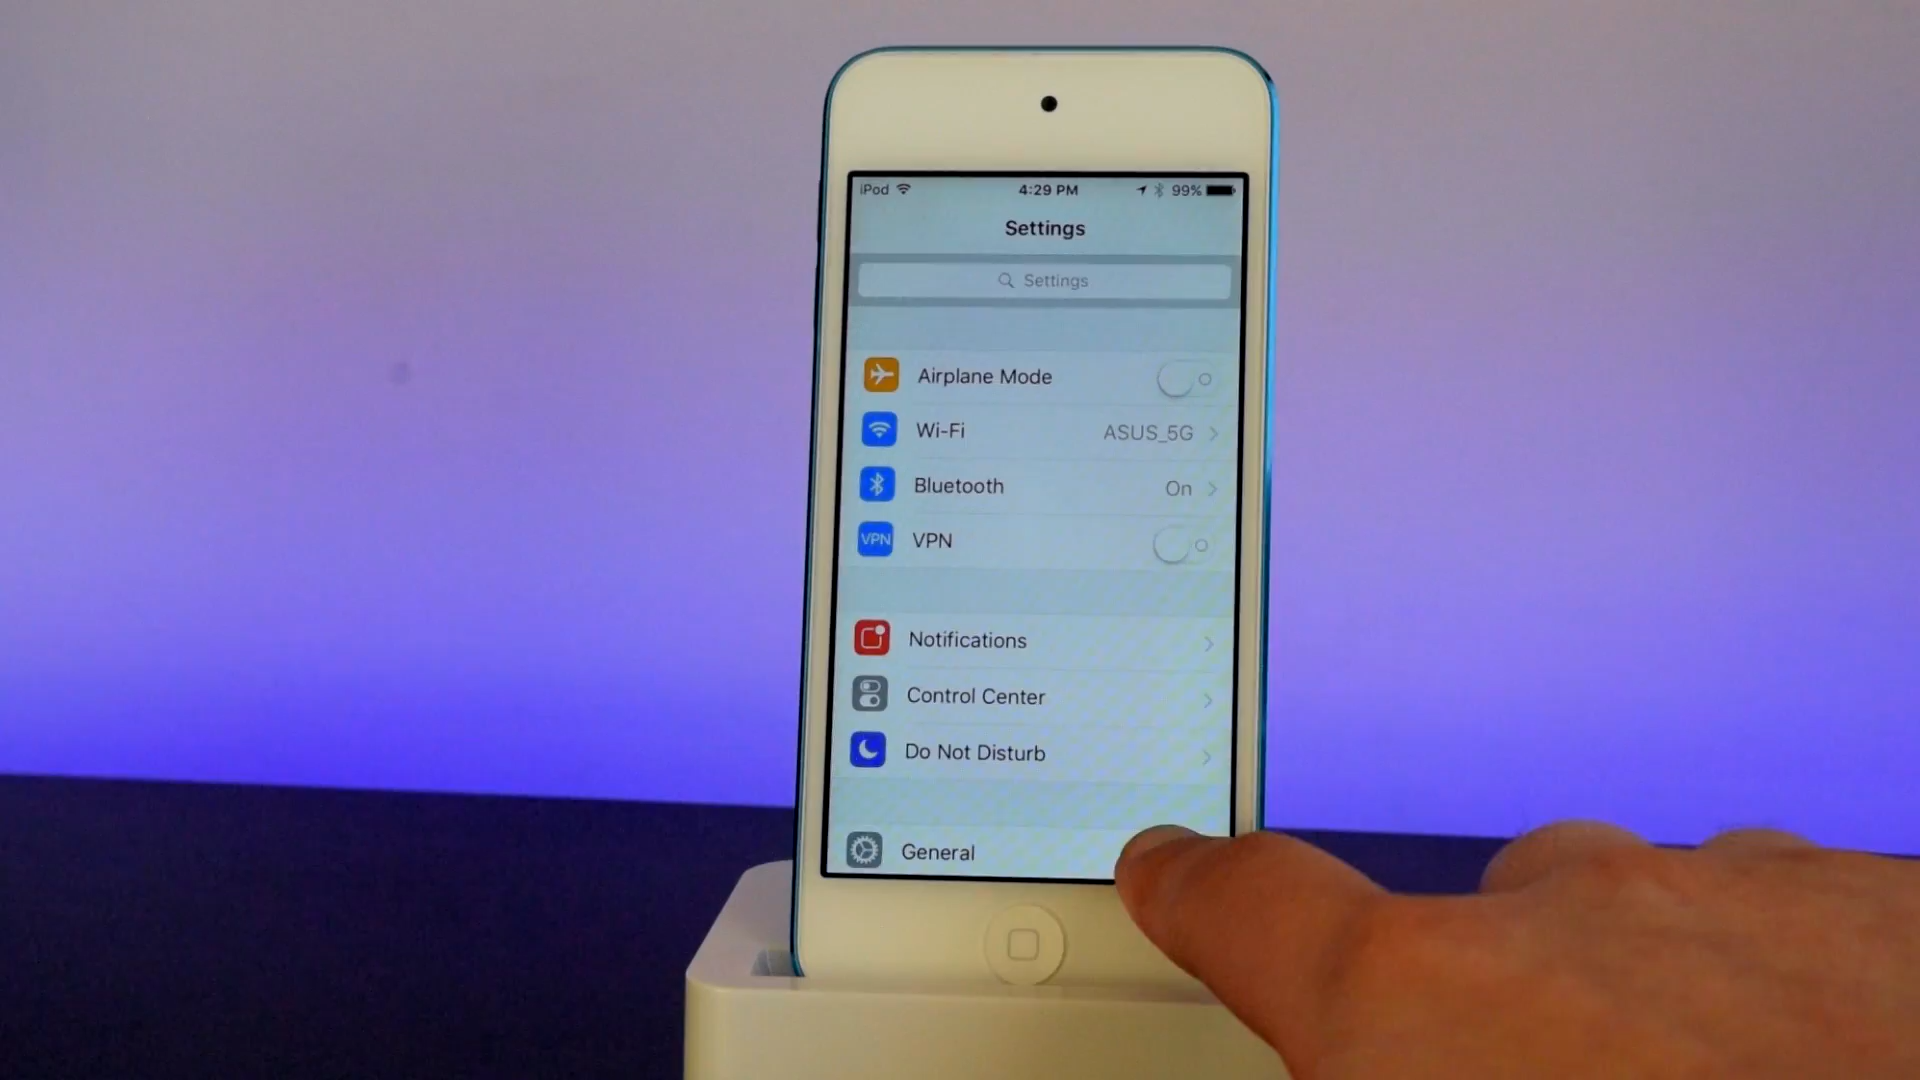 iPod 4:29 PM 99%
Settings
Settings
Airplane Mode
Wi-Fi ASUS_5G
Bluetooth On
VPN VPN
Notifications
Control Center
Do Not Disturb
General